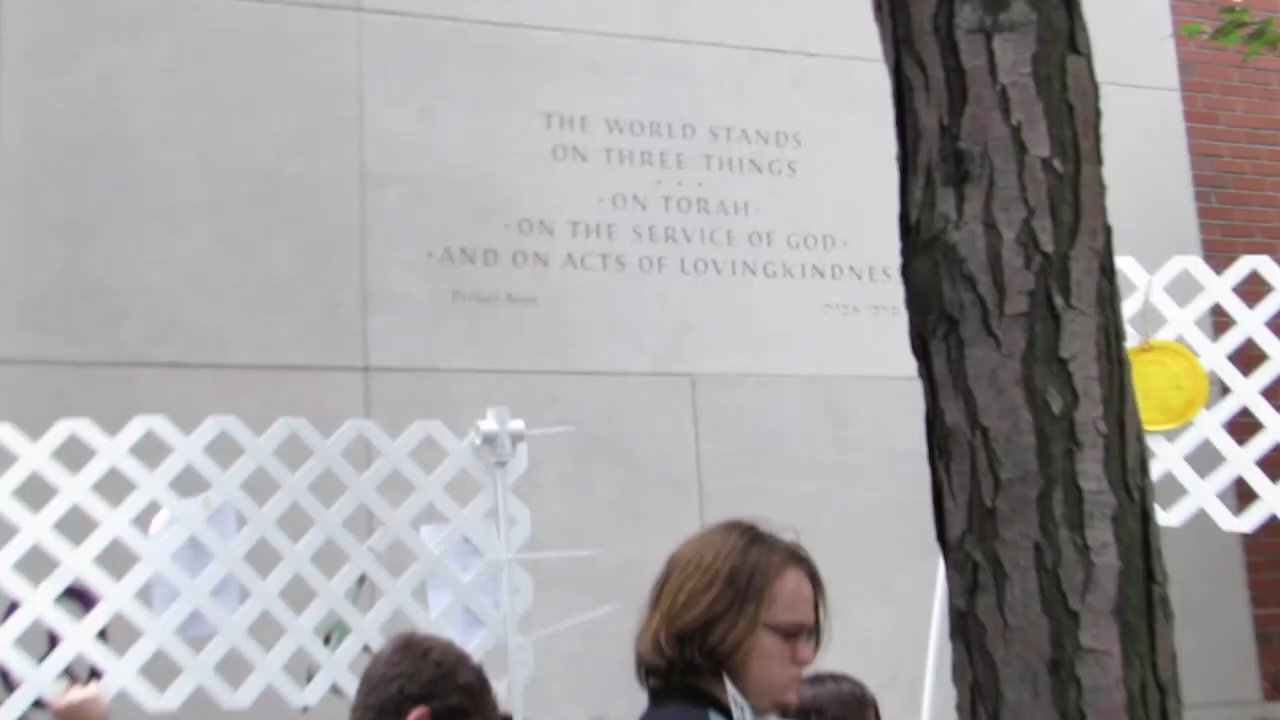 THE WORLD STANDS
ON THREE THINGS
· · ·
·ON TORAH·
·ON THE SERVICE OF GOD·
·AND ON ACTS OF LOVINGKINDNES